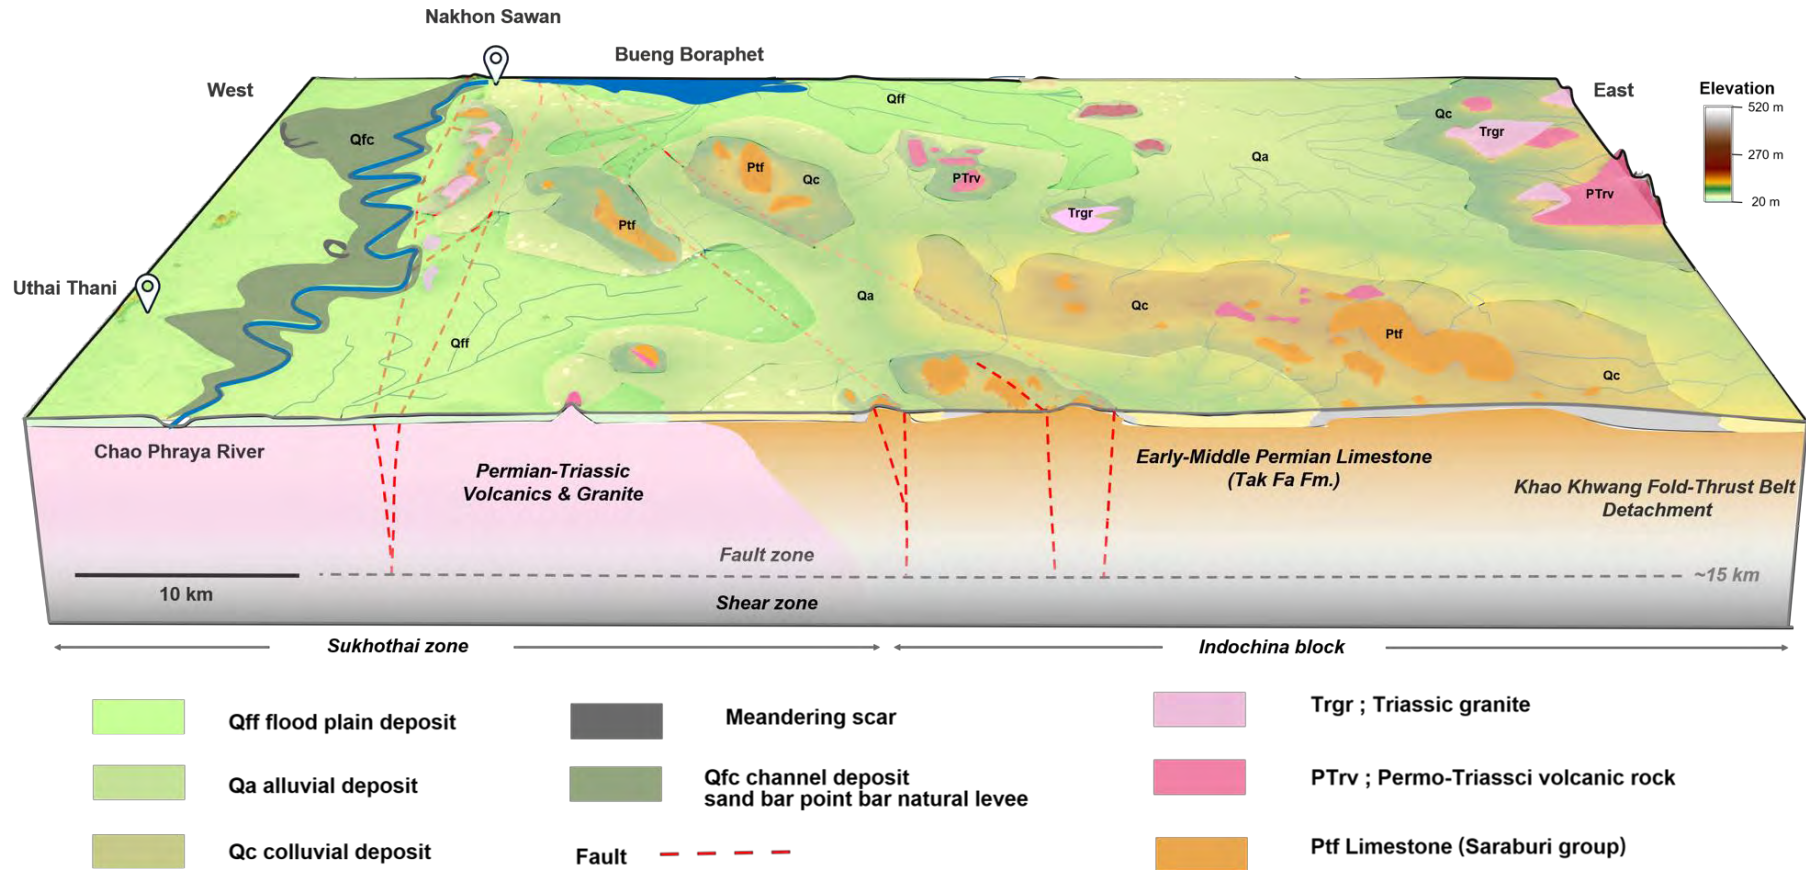 Nakhon Sawan
Bueng Boraphet
West
East
Elevation
520 m
270 m
20 m
Qff
Qc
Trgr
Qfc
Qa
Ptf
Qc
PTrv
PTrv
Trgr
Ptf
Uthai Thani
Qa
Qc
Ptf
Qff
Qc
Chao Phraya River
Permian-Triassic
Volcanics & Granite
Early-Middle Permian Limestone
(Tak Fa Fm.)
Khao Khwang Fold-Thrust Belt
Detachment
Fault zone
~15 km
10 km
Shear zone
Sukhothai zone
Indochina block
Qff flood plain deposit
Meandering scar
Trgr ; Triassic granite
Qa alluvial deposit
Qfc channel deposit
sand bar point bar natural levee
PTrv ; Permo-Triassci volcanic rock
Qc colluvial deposit
Fault
Ptf Limestone (Saraburi group)